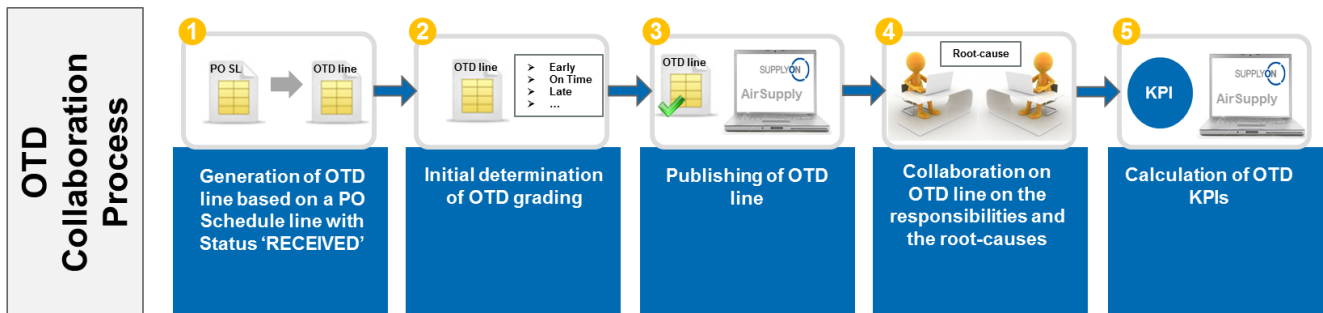 OTD
Collaboration
Process
1
PO SL
OTD line
Generation of OTD
line based on a PO
Schedule line with
Status ‘RECEIVED’
2
OTD line
➢ Early
➢ On Time
➢ Late
➢ ...
Initial determination
of OTD grading
3
OTD line
SUPPLYON
AirSupply
Publishing of OTD
line
4
Root-cause
Collaboration on
OTD line on the
responsibilities and
the root-causes
5
KPI
SUPPLYON
AirSupply
Calculation of OTD
KPIs